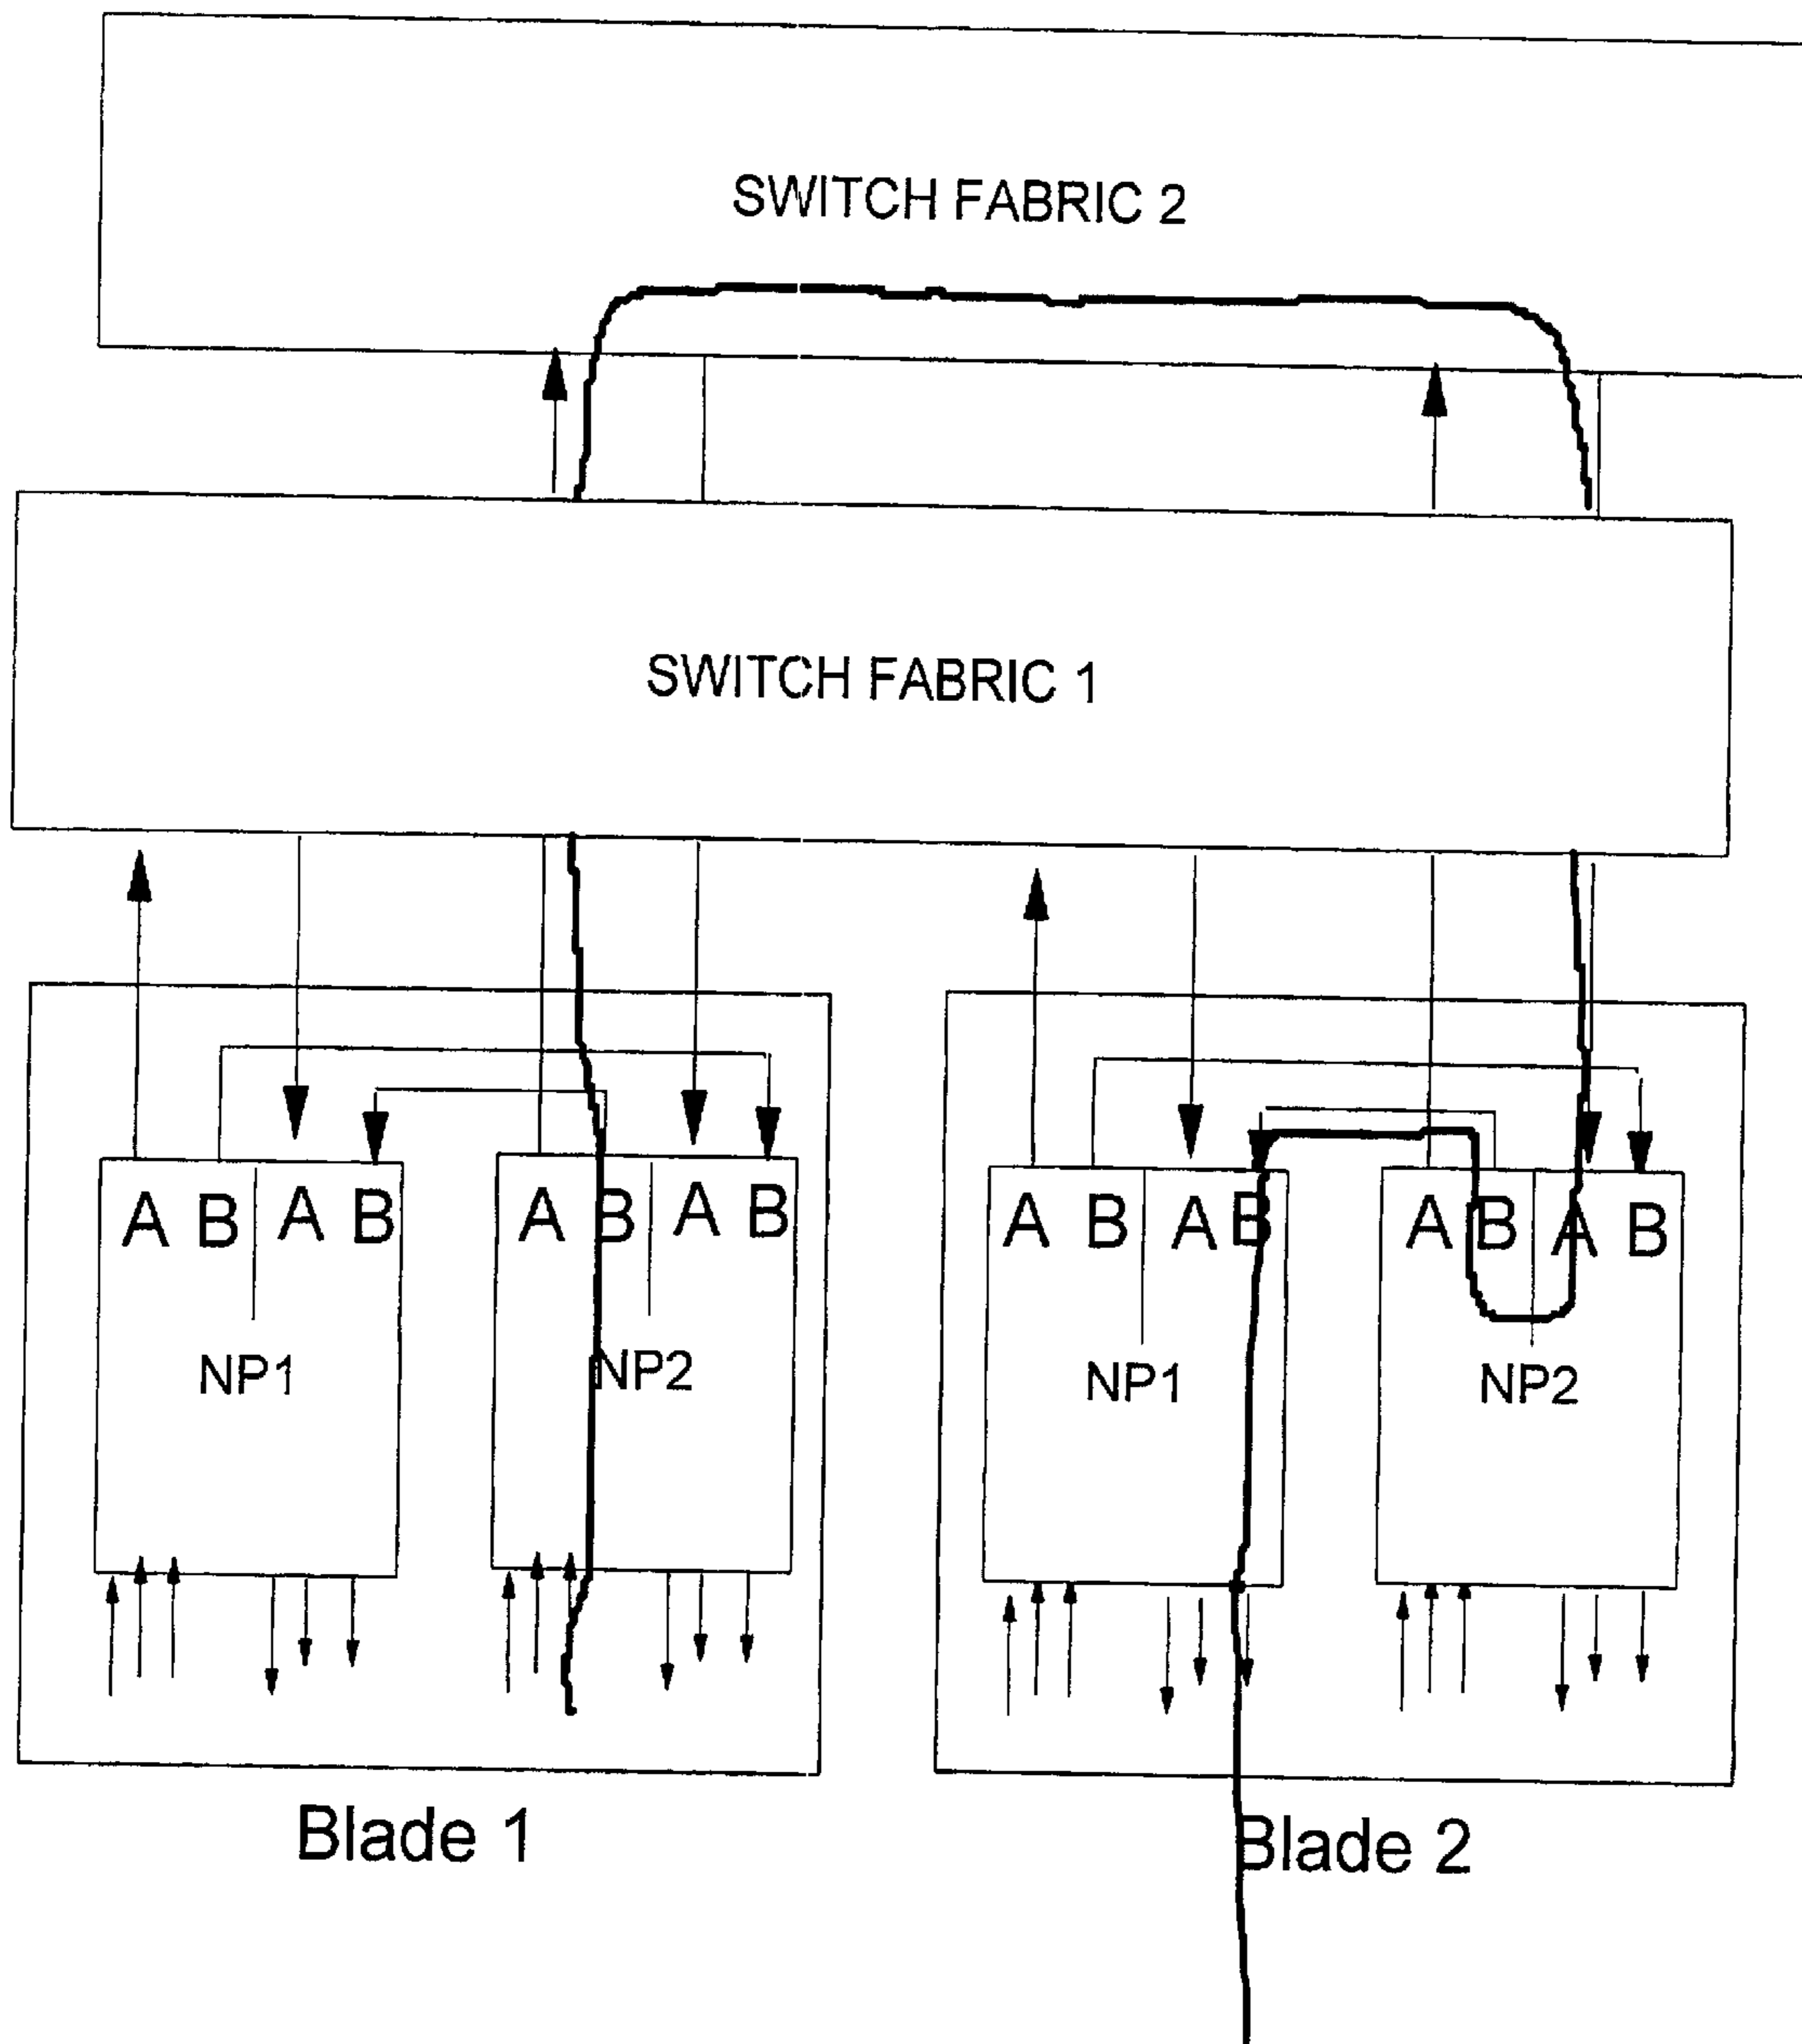 SWITCH FABRIC 2
SWITCH FABRIC 1
A B A B
A B A B
A B A B
A B A B
NP1
NP2
NP1
NP2
Blade 1
Blade 2